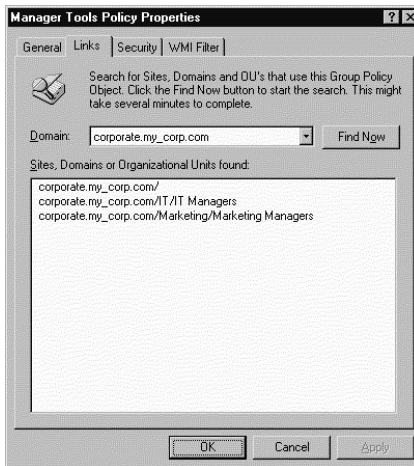 Manager Tools Policy Properties
General Links Security WMI Filter
Search for Sites, Domains and OU's that use this Group Policy
Object. Click the Find Now button to start the search. This might
take several minutes to complete.
Domain: corporate.my_corp.com Find Now
Sites, Domains or Organizational Units found:
corporate.my_corp.com/
corporate.my_corp.com/IT/IT Managers
corporate.my_corp.com/Marketing/Marketing Managers
OK Cancel Apply